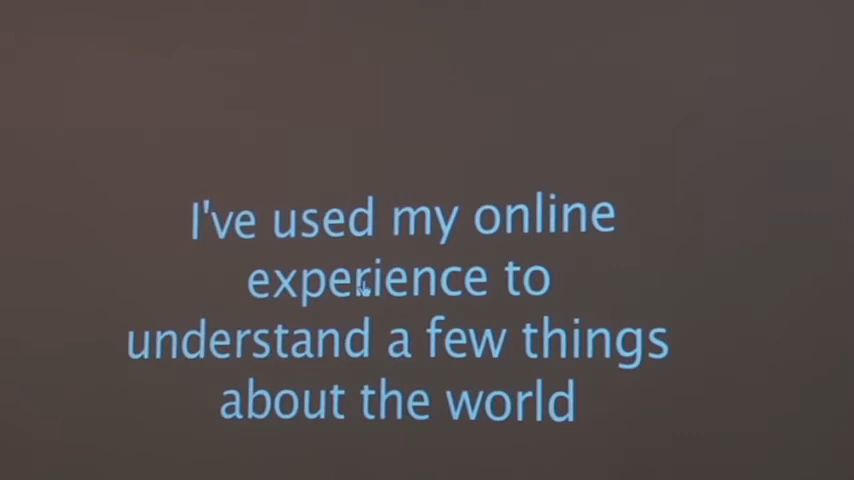 I've used my online
experience to
understand a few things
about the world